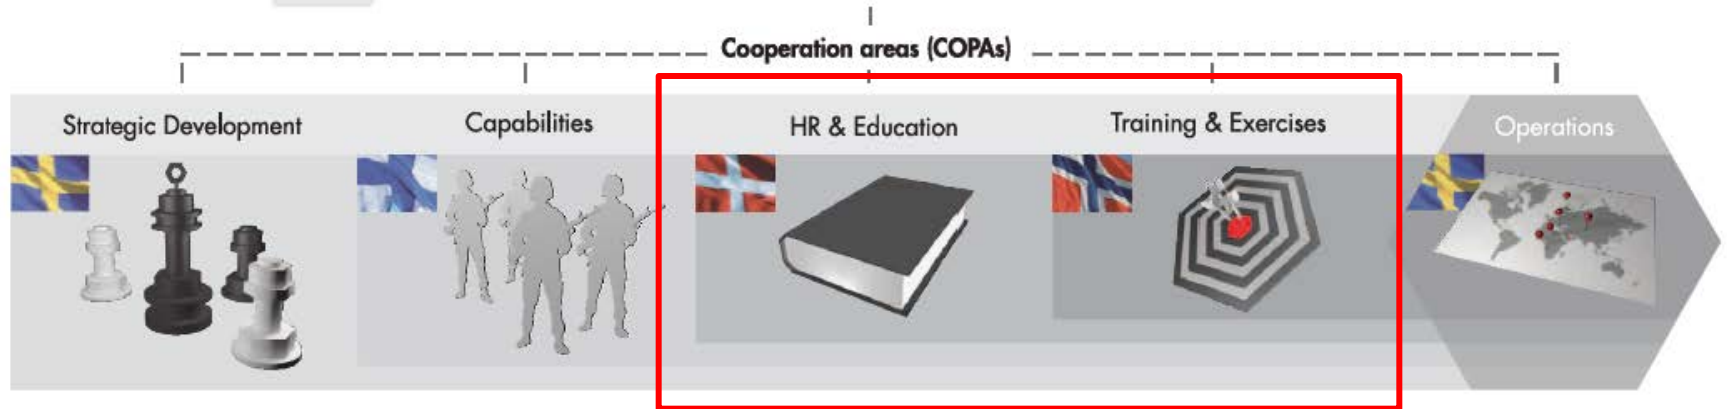 Cooperation areas (COPAs)
Strategic Development
Capabilities
HR & Education
Training & Exercises
Operations